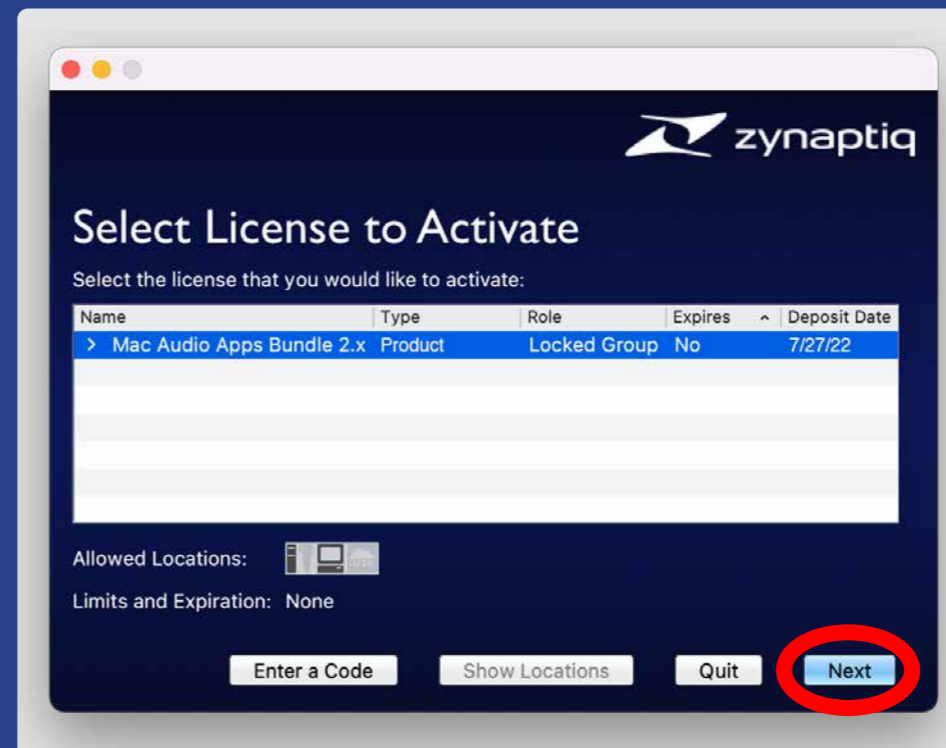 zynaptiq
Select License to Activate
Select the license that you would like to activate:
Name Type Role Expires Deposit Date
Mac Audio Apps Bundle 2.x Product Locked Group No 7/27/22
Allowed Locations:
Limits and Expiration: None
Enter a Code Show Locations Quit Next